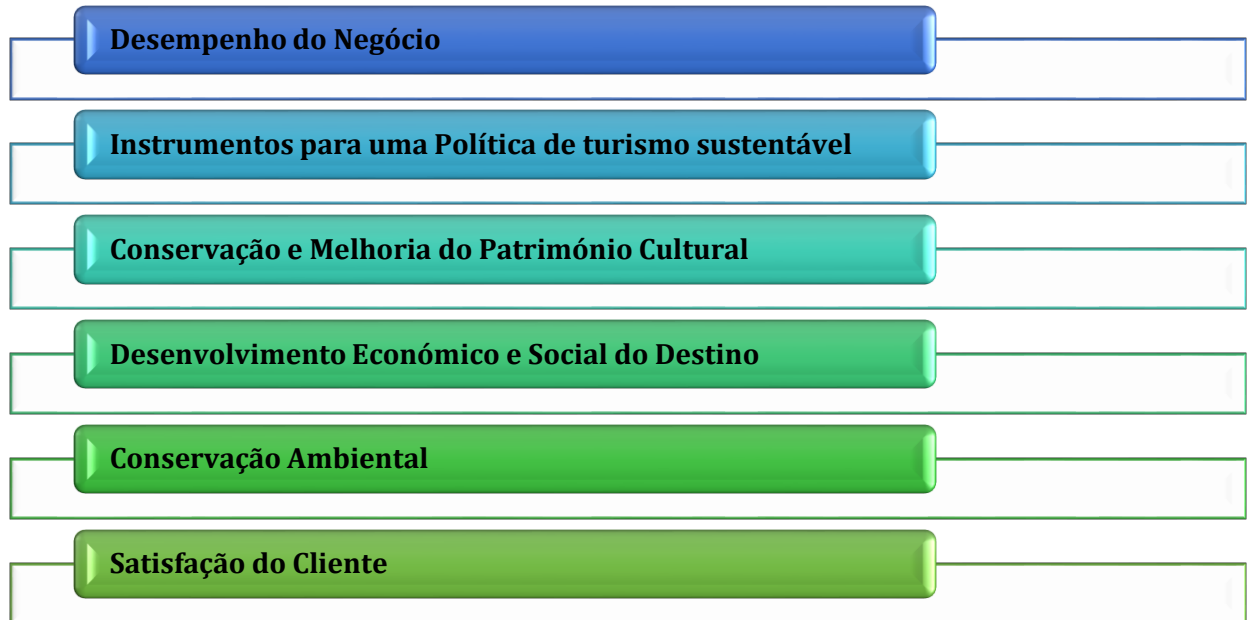 Desempenho do Negócio
Instrumentos para uma Política de turismo sustentável
Conservação e Melhoria do Património Cultural
Desenvolvimento Económico e Social do Destino
Conservação Ambiental
Satisfação do Cliente